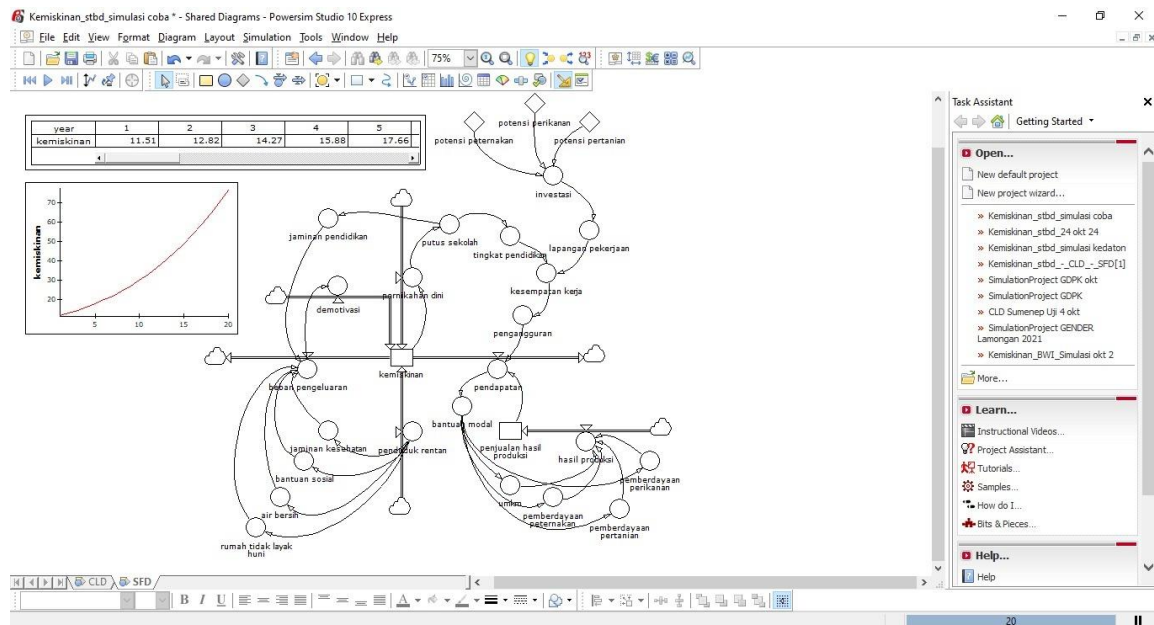 Kemiskinan_stbd_simulasi coba * - Shared Diagrams - Powersim Studio 10 Express
File Edit View Format Diagram Layout Simulation Tools Window Help
75%
123
year 1 2 3 4 5
kemiskinan 11.51 12.82 14.27 15.88 17.66
potensi perikanan
potensi peternakan
potensi pertanian
investasi
jaminan pendidikan
putus sekolah
tingkat pendidikan
lapangan pekerjaan
kemiskinan
70
60
50
40
30
20
5 10 15 20
pernikahan dini
kesempatan kerja
demotivasi
pengangguran
beban pengeluaran
kemiskinan
pendapatan
bantuan modal
jaminan kesehatan
penduduk rentan
penjualan hasil
produksi
hasil produksi
bantuan sosial
pemberdayaan
perikanan
umkm
air bersih
pemberdayaan
peternakan
pemberdayaan
pertanian
rumah tidak layak
huni
Task Assistant
Getting Started
Open...
New default project
New project wizard...
» Kemiskinan_stbd_simulasi coba
» Kemiskinan_stbd_24 okt 24
» Kemiskinan_stbd_simulasi kedaton
» Kemiskinan_stbd_-_CLD_-_SFD[1]
» SimulationProject GDPK okt
» SimulationProject GDPK
» CLD Sumenep Uji 4 okt
» SimulationProject GENDER
Lamongan 2021
» Kemiskinan_BWI_Simulasi okt 2
More...
Learn...
Instructional Videos...
Project Assistant...
Tutorials...
Samples...
How do I...
Bits & Pieces...
Help...
Help
CLD SFD
B I U
20